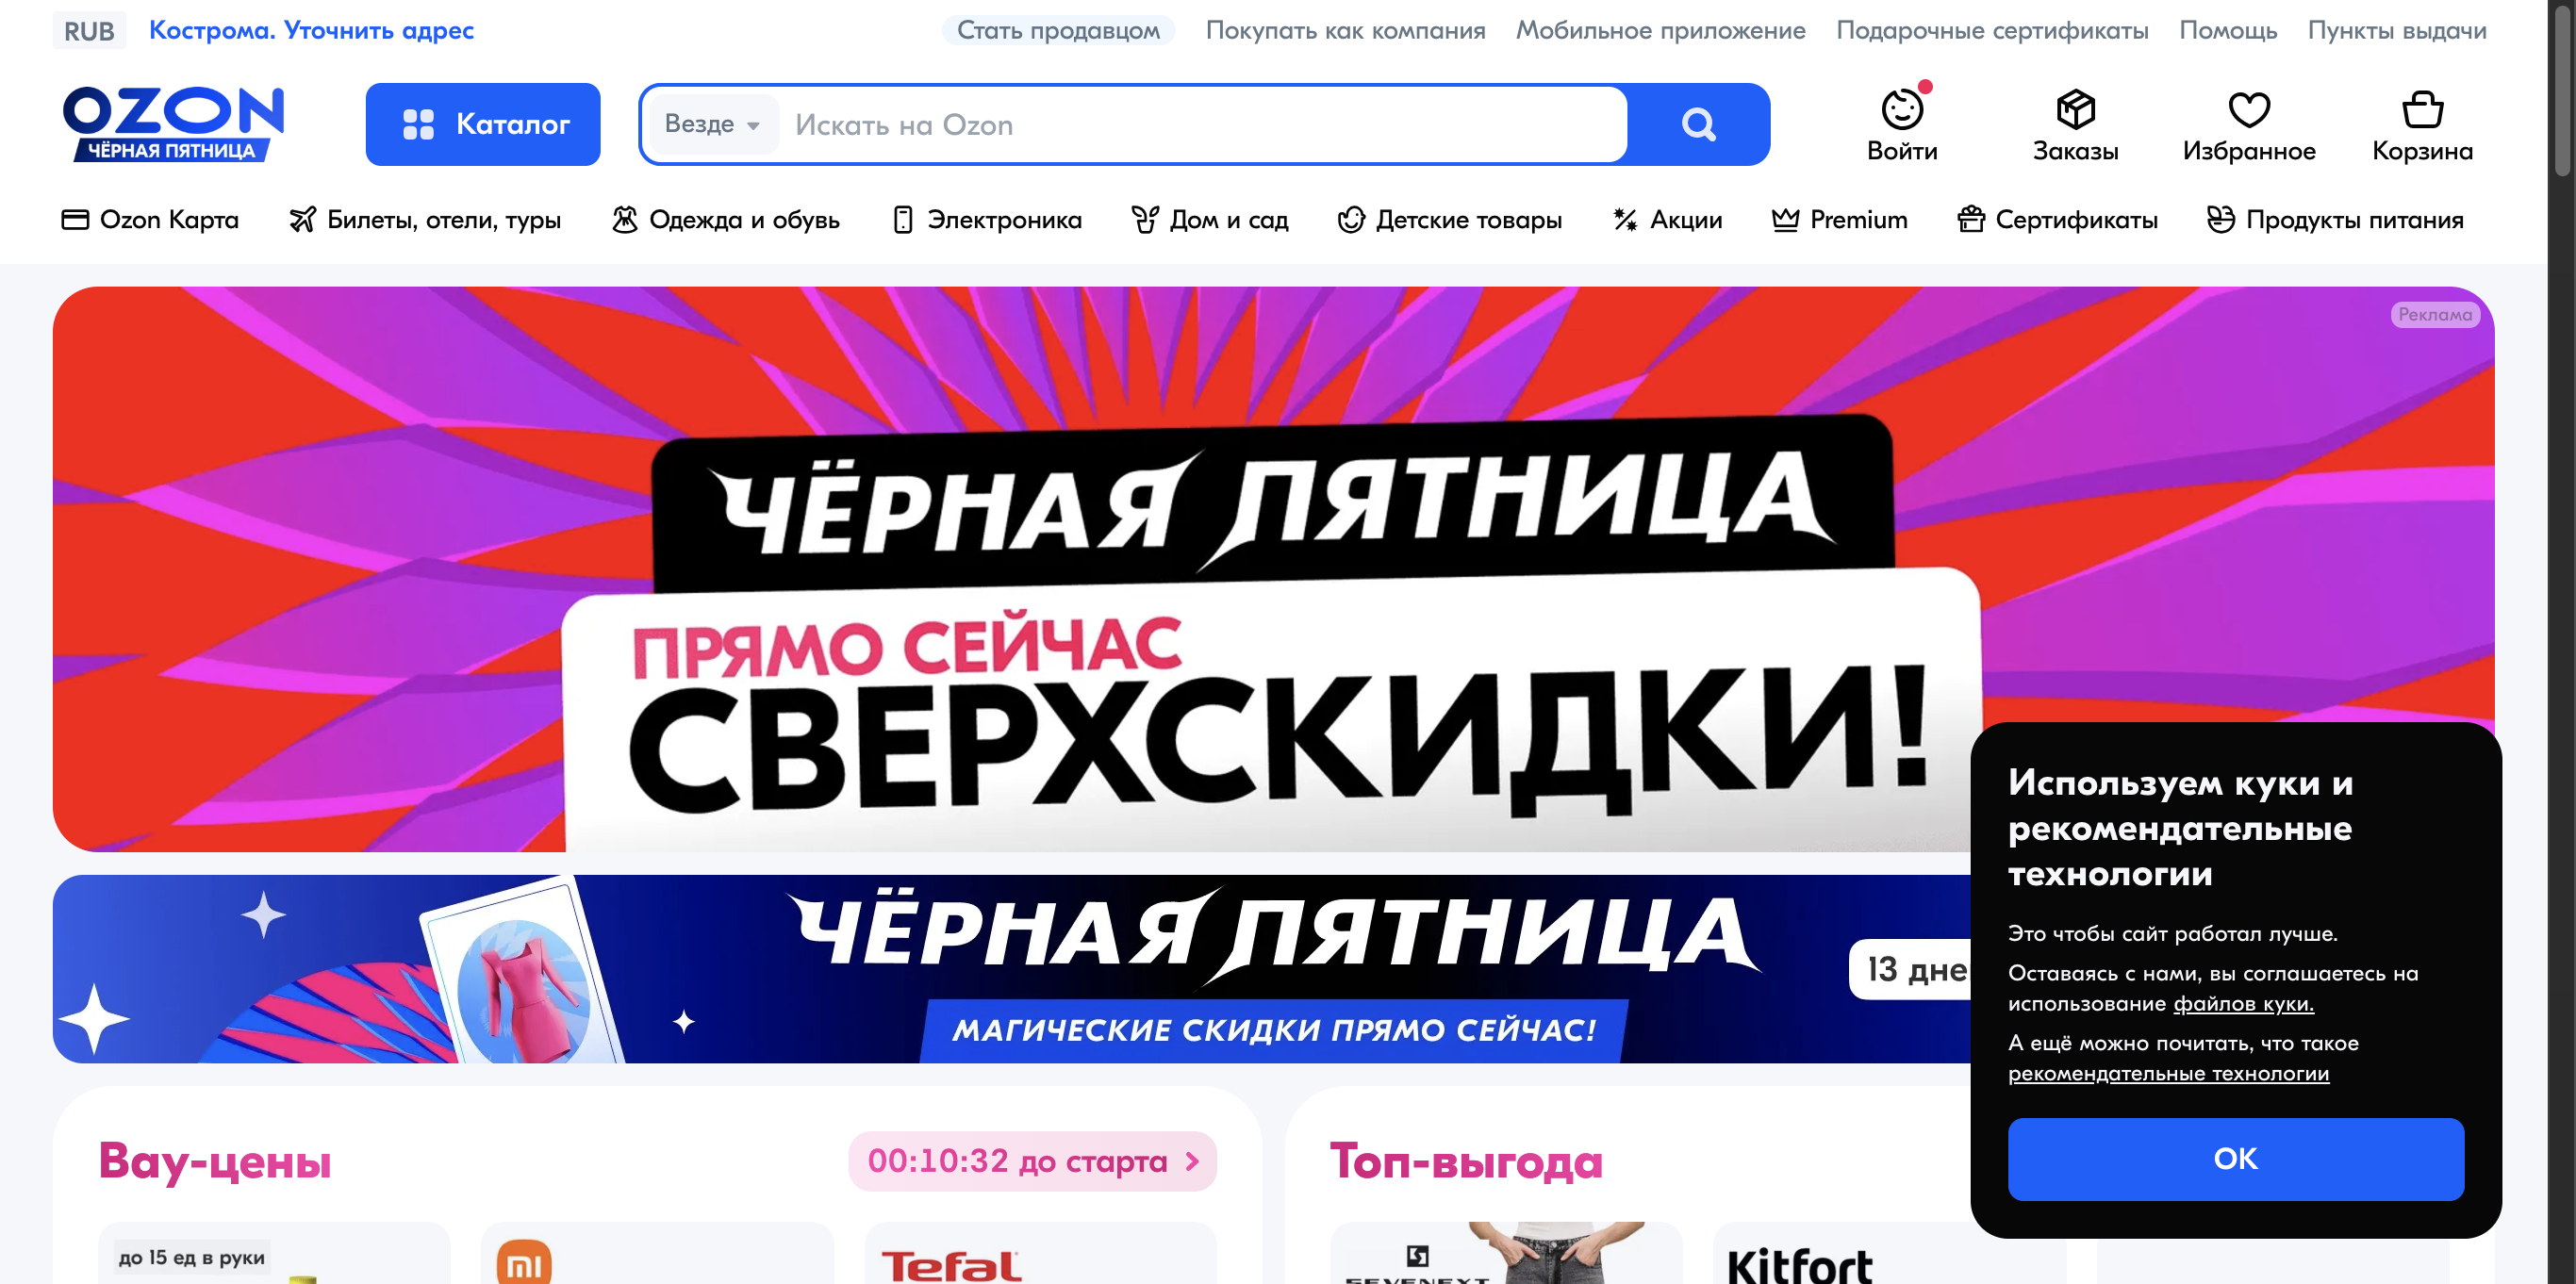 RUB
Кострома. Уточнить адрес
Стать продавцом
Покупать как компания
Мобильное приложение
Подарочные сертификаты
Помощь
Пункты выдачи
OZON
ЧЁРНАЯ ПЯТНИЦА
Каталог
Везде
Искать на Ozon
Войти
Заказы
Избранное
Корзина
Ozon Карта
Билеты, отели, туры
Одежда и обувь
Электроника
Дом и сад
Детские товары
Акции
Premium
Сертификаты
Продукты питания
Реклама
ЧЁРНАЯ ПЯТНИЦА
ПРЯМО СЕЙЧАС
СВЕРХСКИДКИ!
ЧЁРНАЯ ПЯТНИЦА
МАГИЧЕСКИЕ СКИДКИ ПРЯМО СЕЙЧАС!
13 дне
Используем куки и
рекомендательные
технологии
Это чтобы сайт работал лучше.
Оставаясь с нами, вы соглашаетесь на
использование файлов куки.
А ещё можно почитать, что такое
рекомендательные технологии
ОК
Вау-цены
00:10:32 до старта
Топ-выгода
до 15 ед в руки
mi
Tefal
SEVENEXT
Kitfort